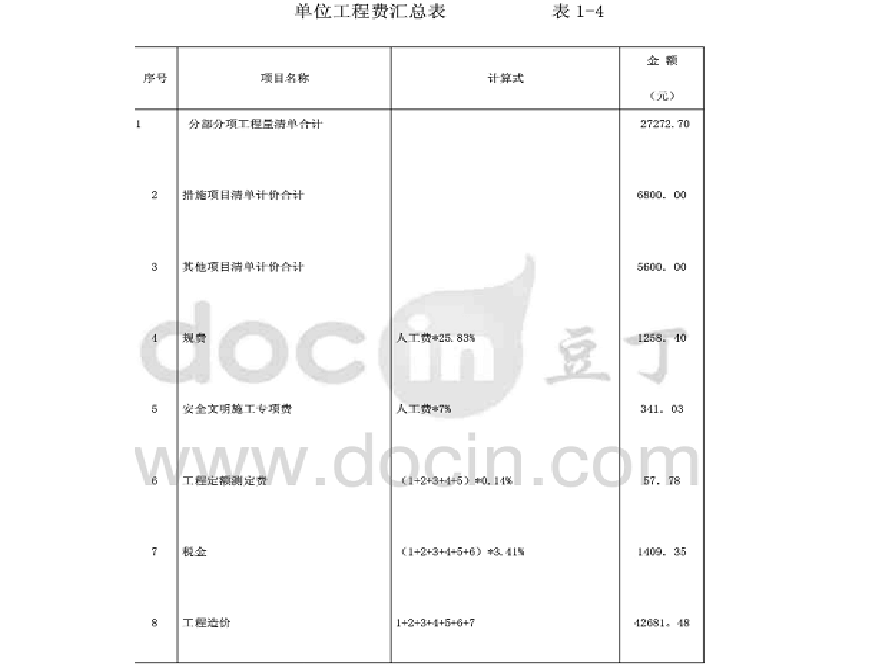 单位工程费汇总表 表 1-4
序号 项目名称 计算式 金 额
（元）
1 分部分项工程量清单合计 27272.70
2 措施项目清单计价合计 6800.00
3 其他项目清单计价合计 5600.00
4 规费 人工费*25.83% 1258.40
5 安全文明施工专项费 人工费*7% 341.03
6 工程定额测定费 （1+2+3+4+5）*0.14% 57.78
7 税金 （1+2+3+4+5+6）*3.41% 1409.35
8 工程造价 1+2+3+4+5+6+7 42681.48
docin 豆丁
www.docin.com